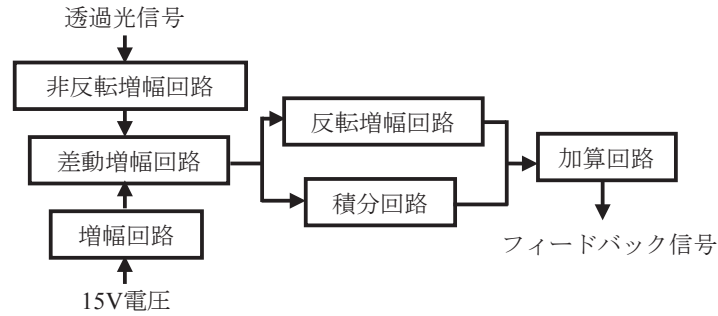 透過光信号
非反転増幅回路
差動増幅回路
増幅回路
15V電圧
反転増幅回路
積分回路
加算回路
フィードバック信号